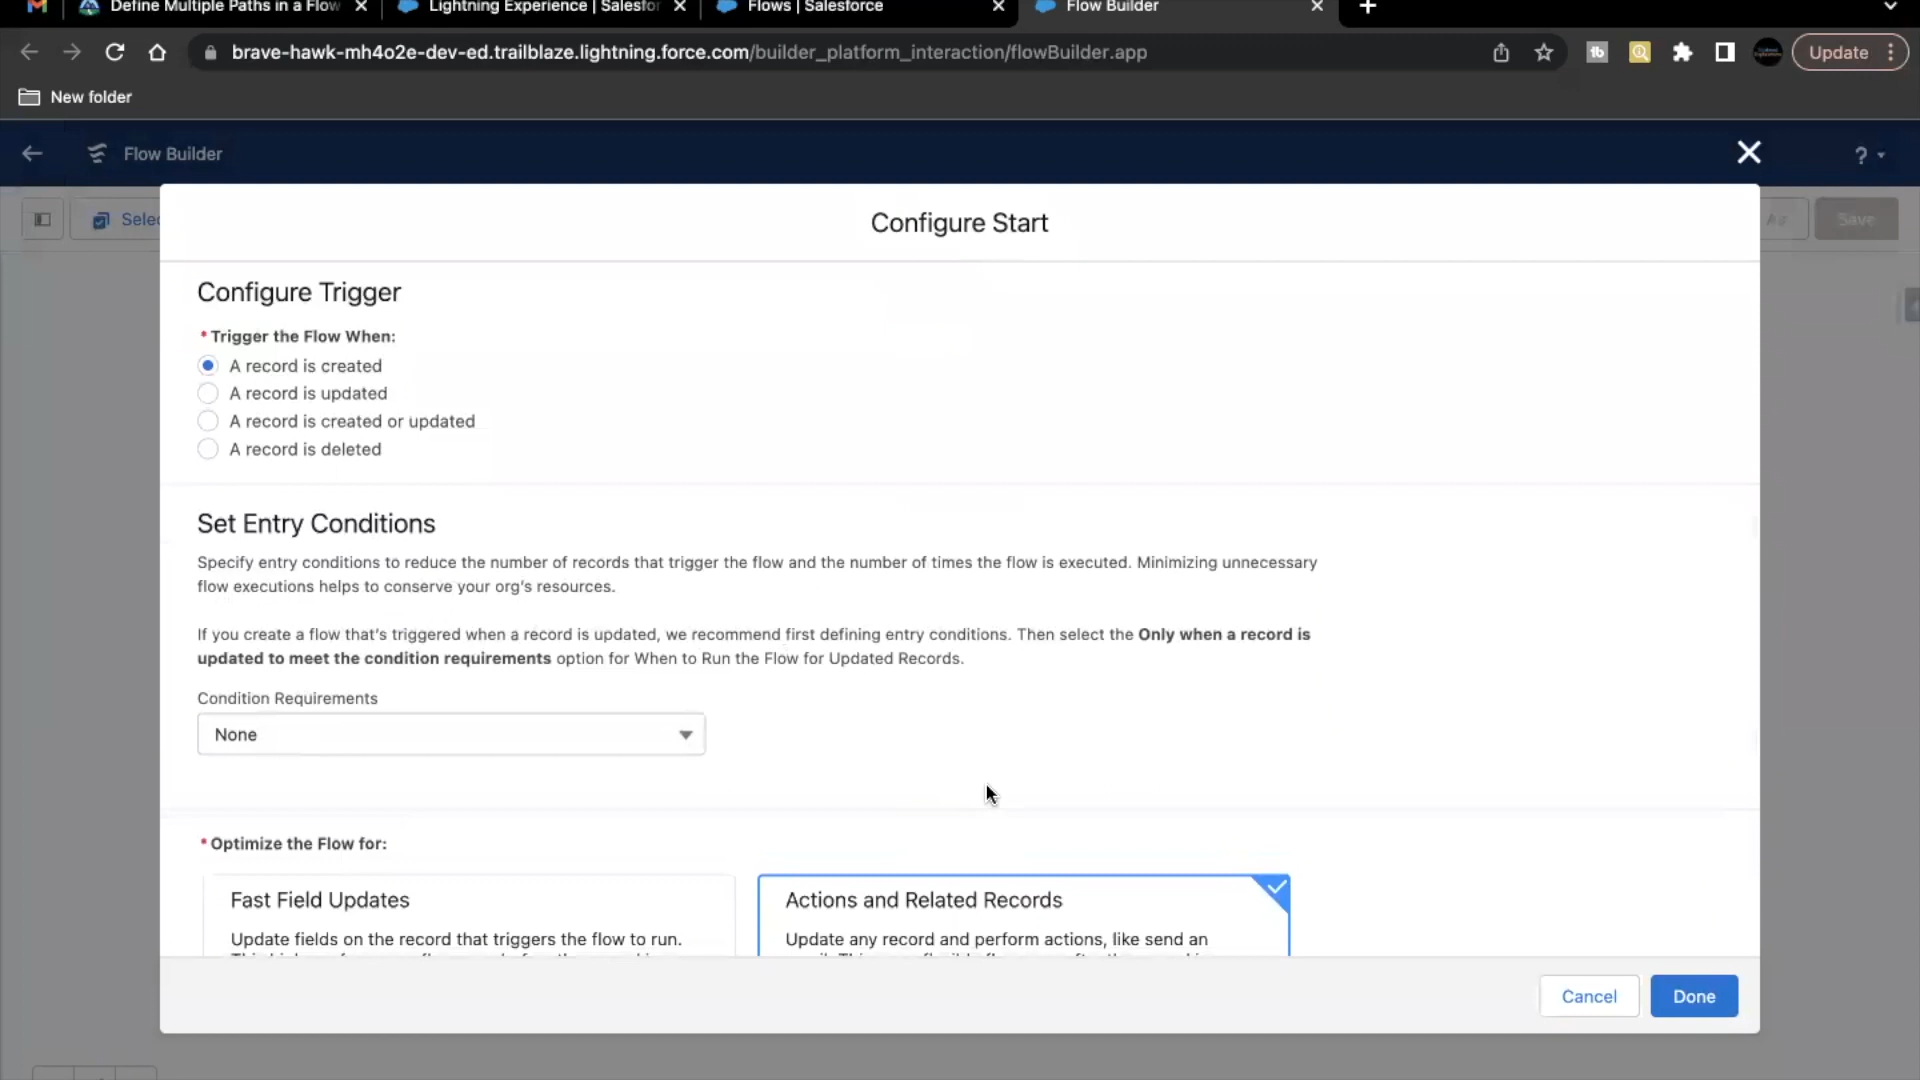 Define Multiple Paths in a Flow
Lightning Experience | Salesfor
Flows | Salesforce
Flow Builder
brave-hawk-mh4o2e-dev-ed.trailblaze.lightning.force.com/builder_platform_interaction/flowBuilder.app
Update
New folder
Flow Builder
?
Selec
Configure Start
As
Save
Configure Trigger
* Trigger the Flow When:
A record is created
A record is updated
A record is created or updated
A record is deleted
Set Entry Conditions
Specify entry conditions to reduce the number of records that trigger the flow and the number of times the flow is executed. Minimizing unnecessary
flow executions helps to conserve your org's resources.
If you create a flow that's triggered when a record is updated, we recommend first defining entry conditions. Then select the Only when a record is
updated to meet the condition requirements option for When to Run the Flow for Updated Records.
Condition Requirements
None
* Optimize the Flow for:
Fast Field Updates
Update fields on the record that triggers the flow to run.
Actions and Related Records
Update any record and perform actions, like send an
Cancel
Done